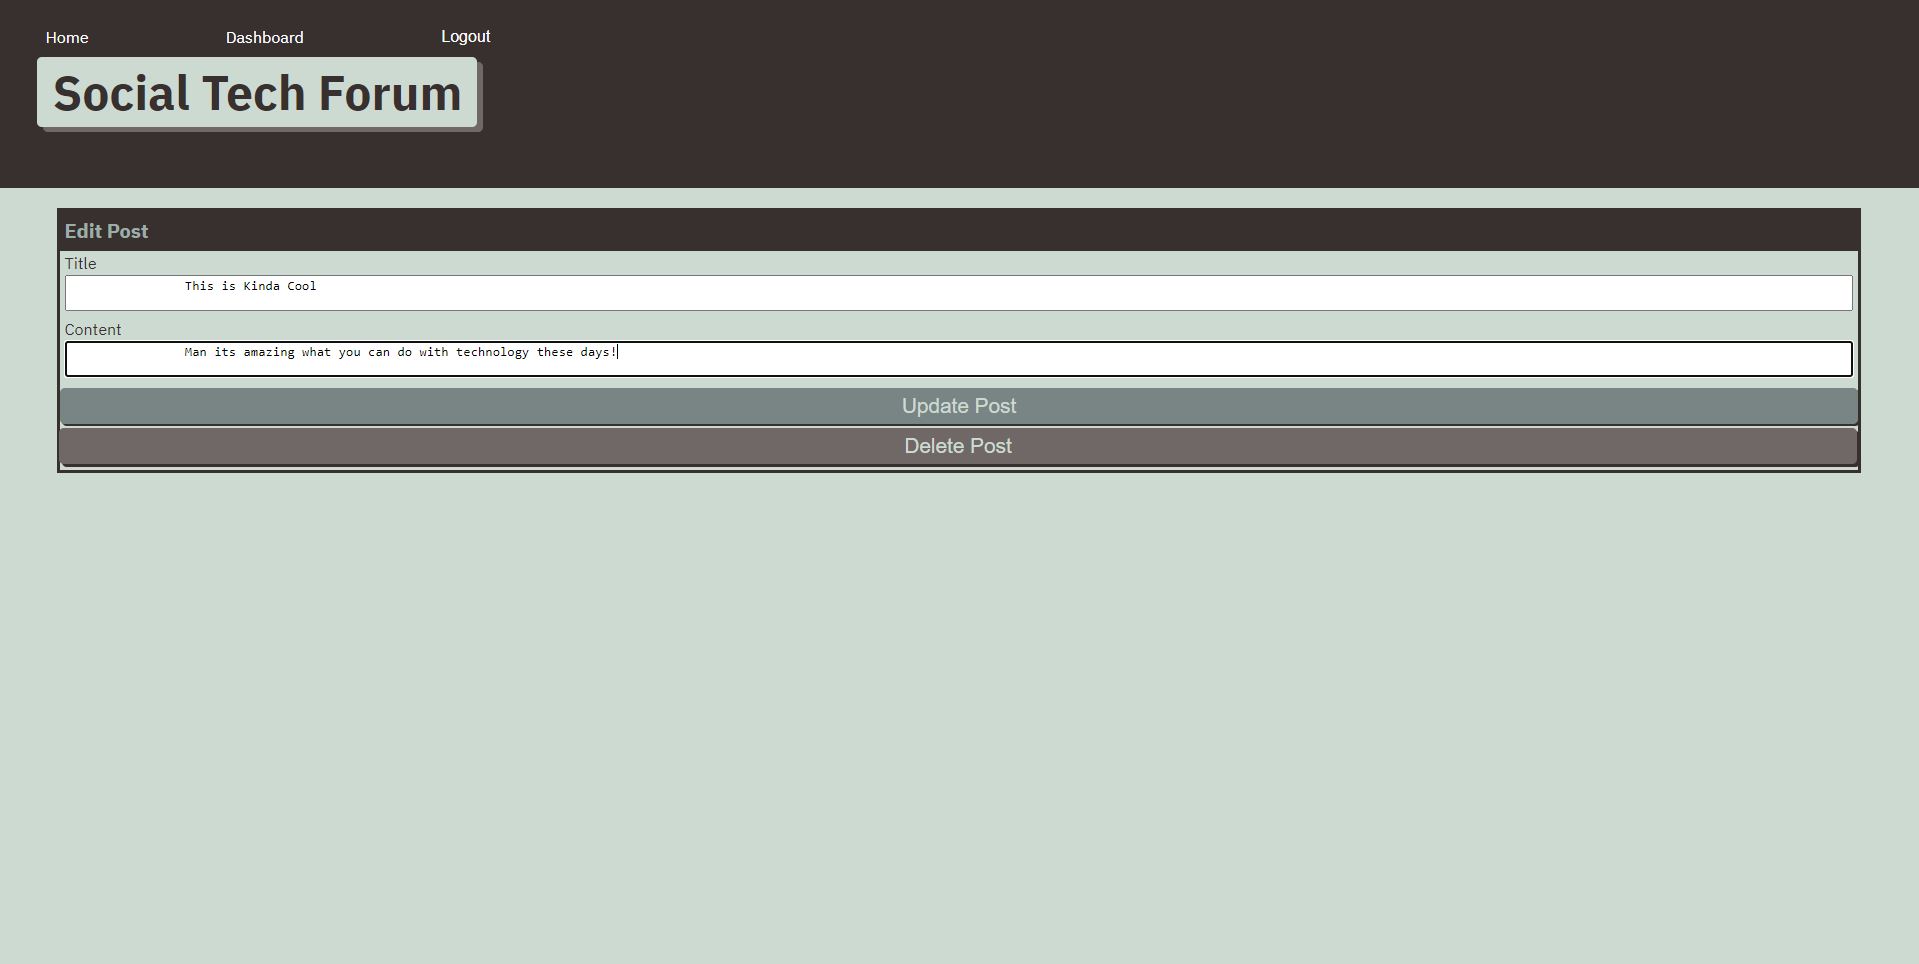 Home Dashboard Logout
Social Tech Forum
Edit Post
Title
This is Kinda Cool
Content
Man its amazing what you can do with technology these days!
Update Post
Delete Post